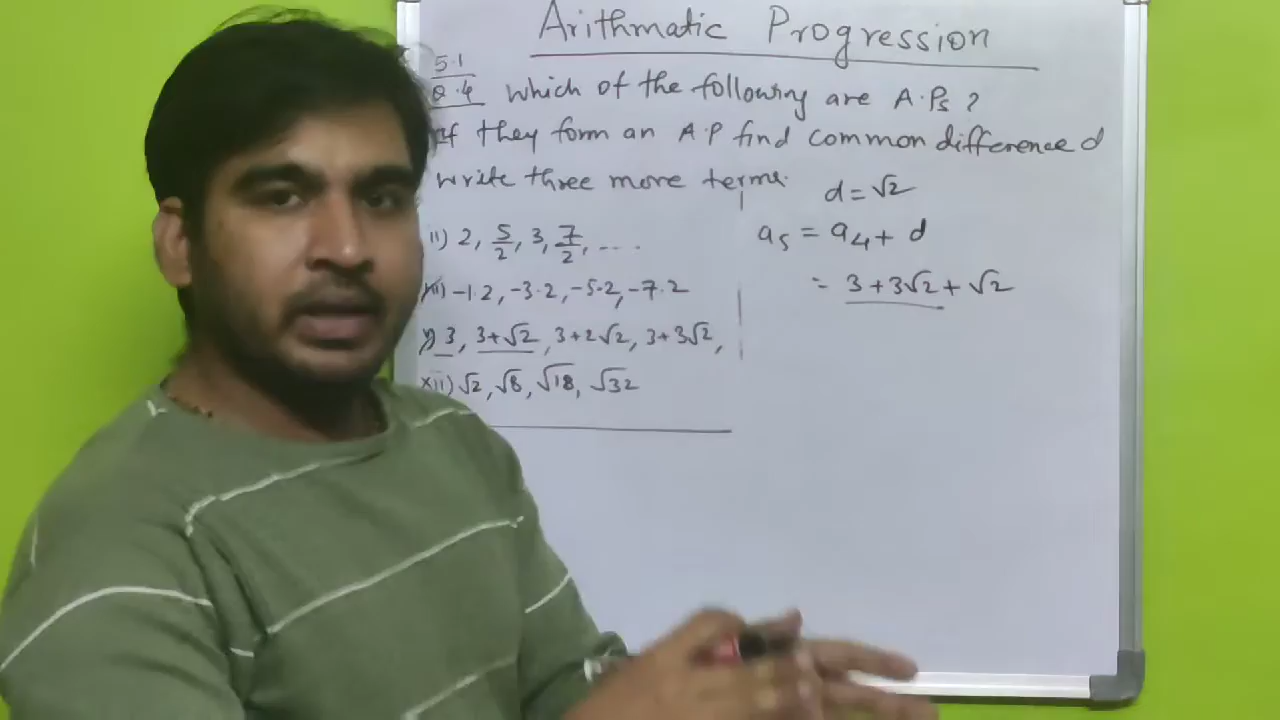 Arithmatic Progression
5.1
Q.4 which of the following are A.Ps ?
If they form an A.P find common difference d
write three more terms.
ii) 2, 5/2, 3, 7/2, ....
iii) -1.2, -3.2, -5.2, -7.2
v) 3, 3+√2, 3+2√2, 3+3√2,
xii) √2, √8, √18, √32
d = √2
a₅ = a₄ + d
= 3+3√2 + √2